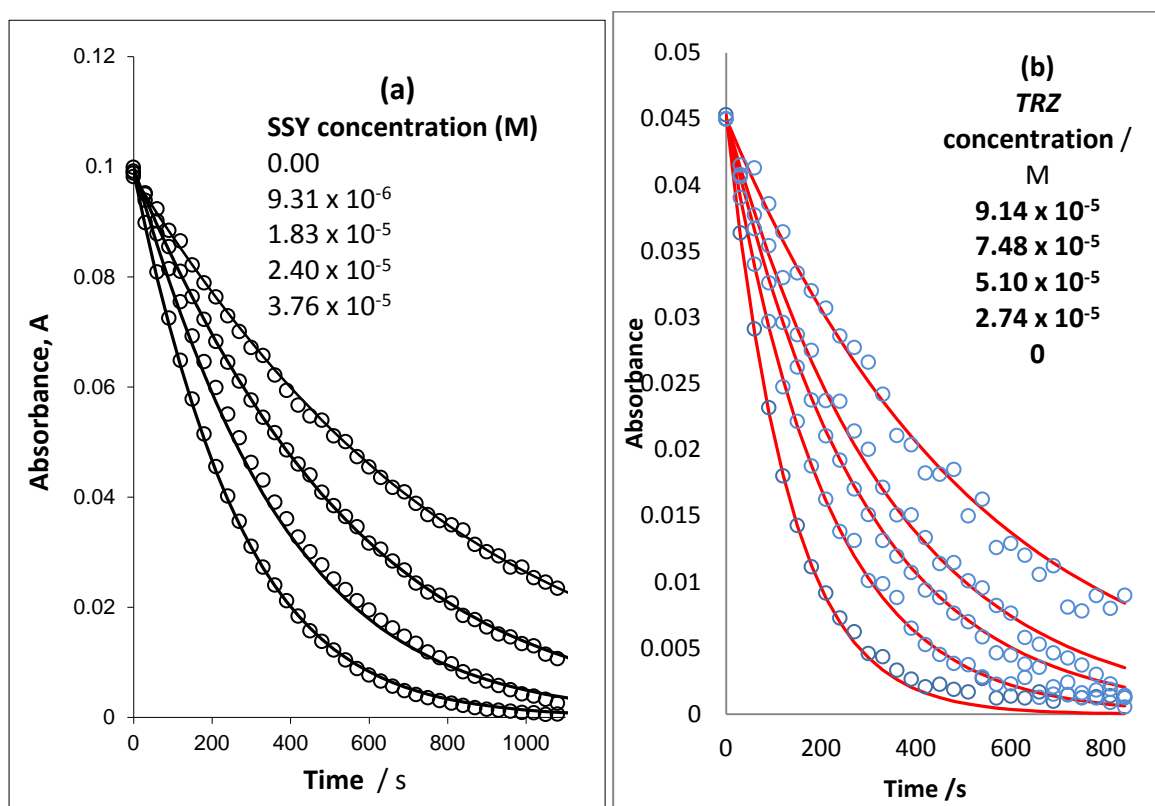 0.12
0.1
0.08
0.06
0.04
0.02
0
0 200 400 600 800 1000
Absorbance, A
Time / s
(a)
SSY concentration (M)
0.00
9.31 x 10⁻⁶
1.83 x 10⁻⁵
2.40 x 10⁻⁵
3.76 x 10⁻⁵
0.05
0.045
0.04
0.035
0.03
0.025
0.02
0.015
0.01
0.005
0
0 200 400 600 800
Absorbance
Time /s
(b)
TRZ
concentration /
M
9.14 x 10⁻⁵
7.48 x 10⁻⁵
5.10 x 10⁻⁵
2.74 x 10⁻⁵
0